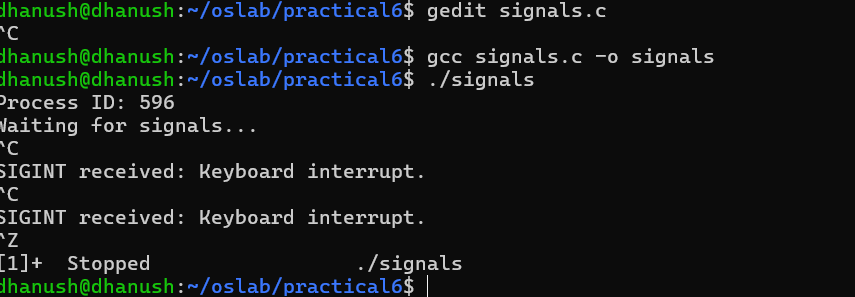 dhanush@dhanush:~/oslab/practical6$ gedit signals.c
^C
dhanush@dhanush:~/oslab/practical6$ gcc signals.c -o signals
dhanush@dhanush:~/oslab/practical6$ ./signals
Process ID: 596
Waiting for signals...
^C
SIGINT received: Keyboard interrupt.
^C
SIGINT received: Keyboard interrupt.
^Z
[1]+  Stopped                 ./signals
dhanush@dhanush:~/oslab/practical6$